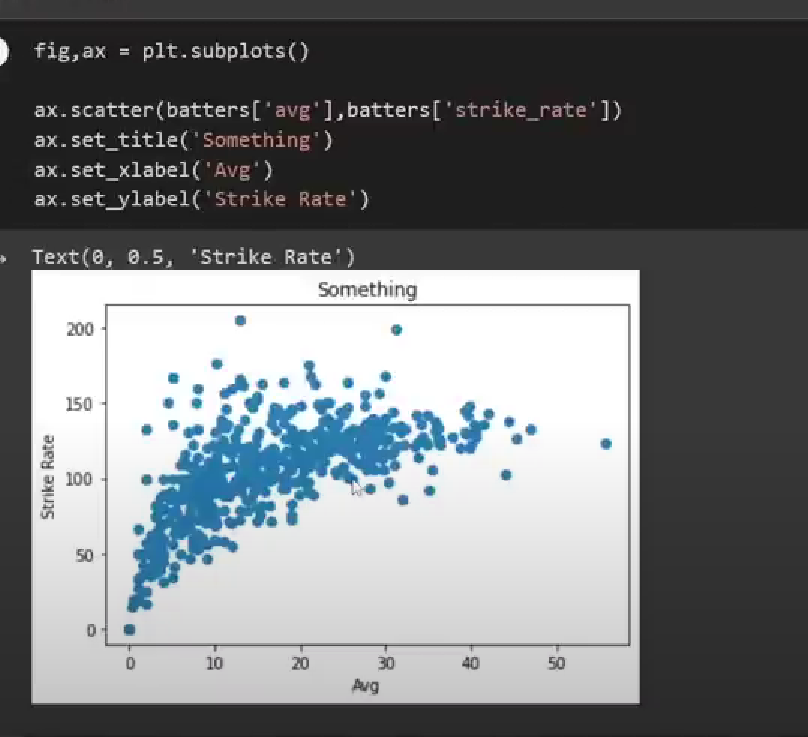 fig,ax = plt.subplots()
ax.scatter(batters['avg'],batters['strike_rate'])
ax.set_title('Something')
ax.set_xlabel('Avg')
ax.set_ylabel('Strike Rate')
Text(0, 0.5, 'Strike Rate')
Something
200
150
100
50
0
Strike Rate
0 10 20 30 40 50
Avg